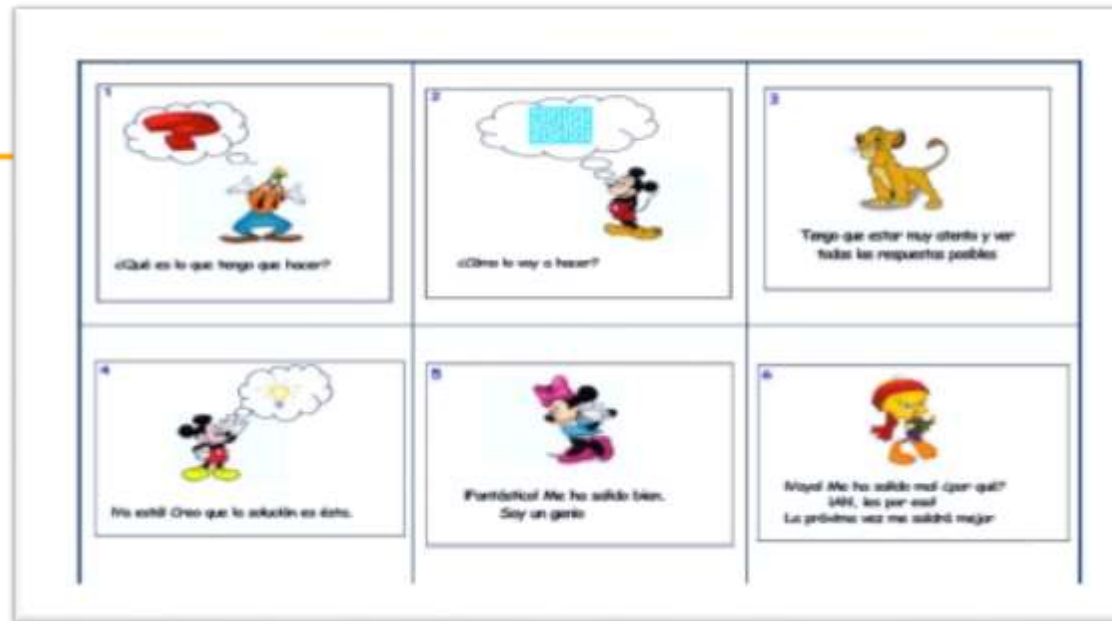 1
¿Qué es lo que tengo que hacer?
2
¿Cómo lo voy a hacer?
3
Tengo que estar muy atento y ver
todas las respuestas posibles
4
¡Ya está! Creo que la solución es ésta.
5
¡Fantástico! Me ha salido bien.
Soy un genio
6
¡Vaya! Me ha salido mal ¿por qué?
¡AH, ¡es por eso!
La próxima vez me saldrá mejor